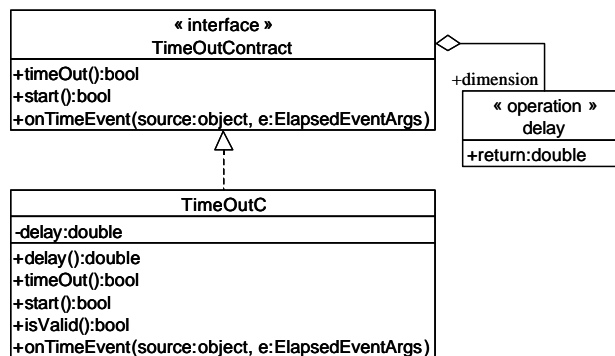 « interface »
TimeOutContract
+timeOut():bool
+start():bool
+onTimeEvent(source:object, e:ElapsedEventArgs)
+dimension
« operation »
delay
+return:double
TimeOutC
-delay:double
+delay():double
+timeOut():bool
+start():bool
+isValid():bool
+onTimeEvent(source:object, e:ElapsedEventArgs)